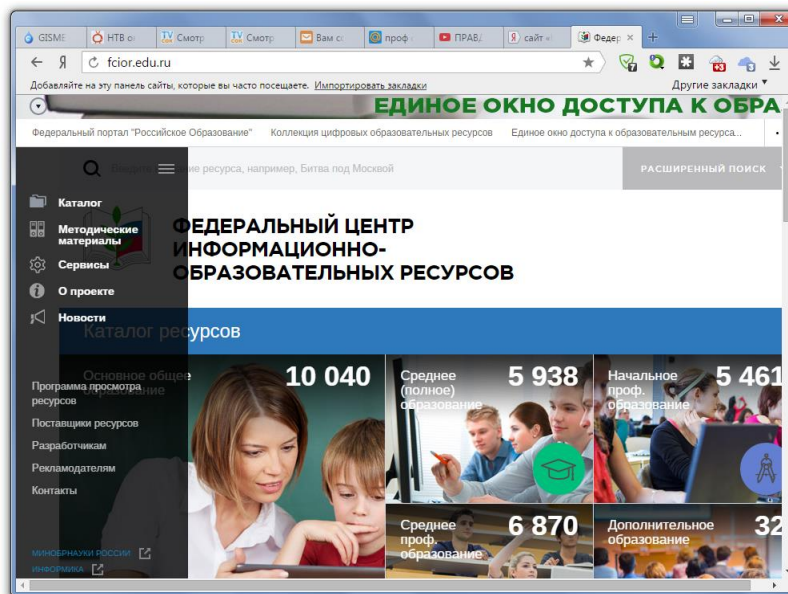 GISME
НТВ о
Смотр
Смотр
Вам с
проф
ПРАВ
сайт
Федер
fcior.edu.ru
Добавляйте на эту панель сайты, которые вы часто посещаете. Импортировать закладки
Другие закладки
ЕДИНОЕ ОКНО ДОСТУПА К ОБРА
Федеральный портал "Российское Образование"
Коллекция цифровых образовательных ресурсов
Единое окно доступа к образовательным ресурса...
ие ресурса, например, Битва под Москвой
РАСШИРЕННЫЙ ПОИСК
Каталог
Методические
материалы
Сервисы
О проекте
Новости
ФЕДЕРАЛЬНЫЙ ЦЕНТР
ИНФОРМАЦИОННО-
ОБРАЗОВАТЕЛЬНЫХ РЕСУРСОВ
Каталог ресурсов
Основное общее
образование
10 040
Среднее
(полное)
образование
5 938
Начальное
проф.
образование
5 461
Программа просмотра
ресурсов
Поставщики ресурсов
Разработчикам
Рекламодателям
Контакты
Среднее
проф.
образование
6 870
Дополнительное
образование
32
МИНОБРНАУКИ РОССИИ
ИНФОРМИКА